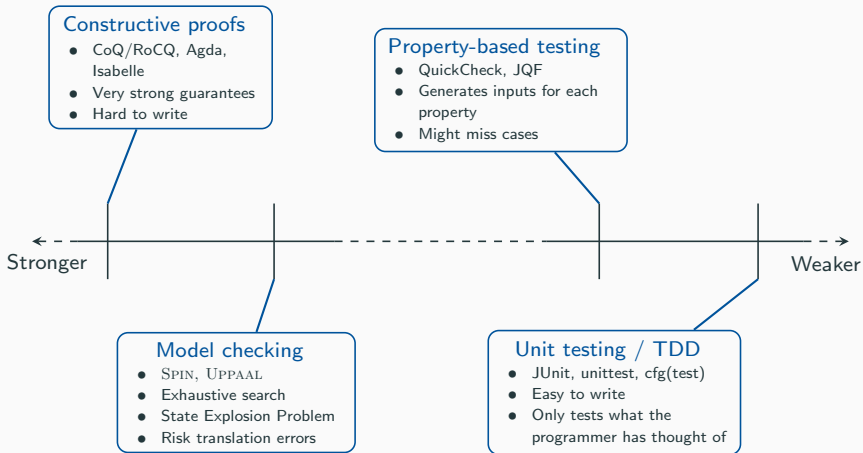 Constructive proofs
• CoQ/RoCQ, Agda,
Isabelle
• Very strong guarantees
• Hard to write
Property-based testing
• QuickCheck, JQF
• Generates inputs for each
property
• Might miss cases
Stronger
Weaker
Model checking
• SPIN, UPPAAL
• Exhaustive search
• State Explosion Problem
• Risk translation errors
Unit testing / TDD
• JUnit, unittest, cfg(test)
• Easy to write
• Only tests what the
programmer has thought of